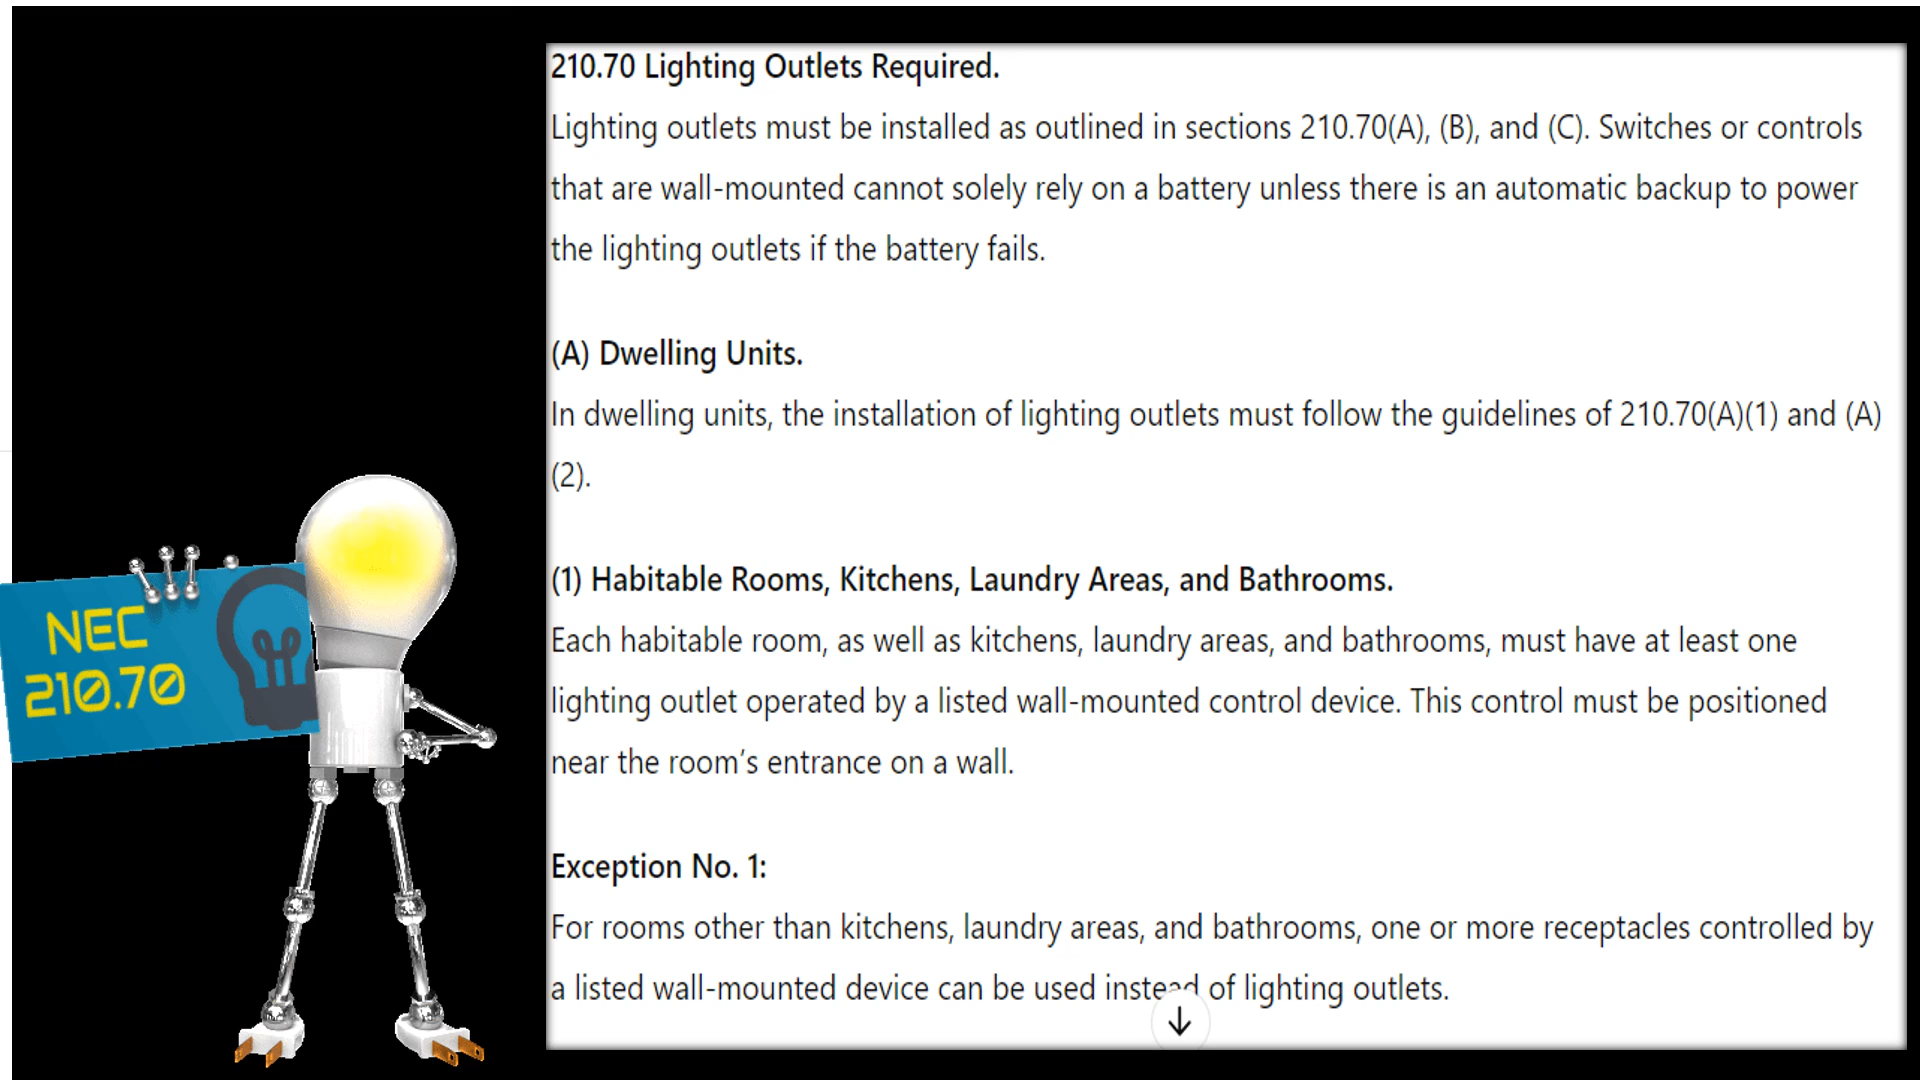 210.70 Lighting Outlets Required.
Lighting outlets must be installed as outlined in sections 210.70(A), (B), and (C). Switches or controls
that are wall-mounted cannot solely rely on a battery unless there is an automatic backup to power
the lighting outlets if the battery fails.
(A) Dwelling Units.
In dwelling units, the installation of lighting outlets must follow the guidelines of 210.70(A)(1) and (A)
(2).
(1) Habitable Rooms, Kitchens, Laundry Areas, and Bathrooms.
Each habitable room, as well as kitchens, laundry areas, and bathrooms, must have at least one
lighting outlet operated by a listed wall-mounted control device. This control must be positioned
near the room’s entrance on a wall.
Exception No. 1:
For rooms other than kitchens, laundry areas, and bathrooms, one or more receptacles controlled by
a listed wall-mounted device can be used instead of lighting outlets.
NEC
210.70